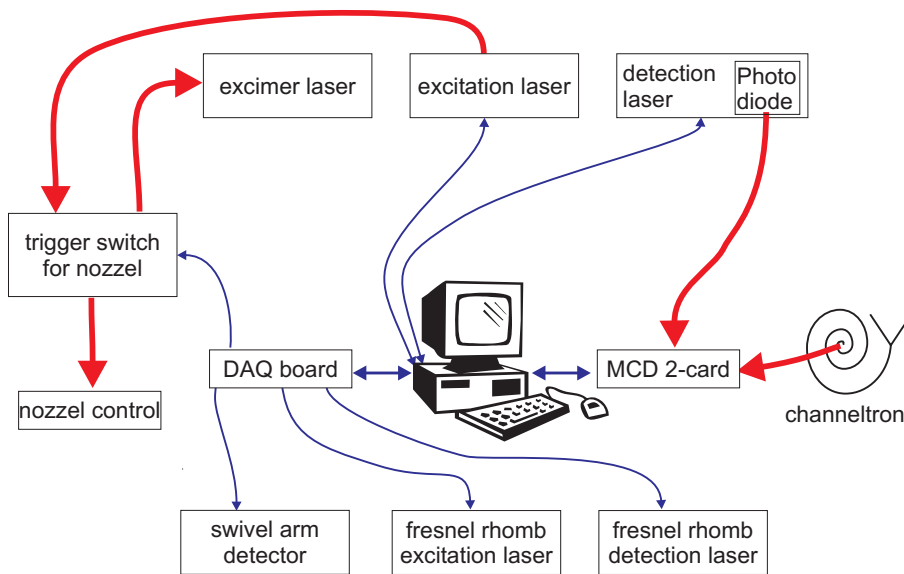 excimer laser
excitation laser
detection
laser
Photo
diode
trigger switch
for nozzel
DAQ board
MCD 2-card
nozzel control
channeltron
swivel arm
detector
fresnel rhomb
excitation laser
fresnel rhomb
detection laser